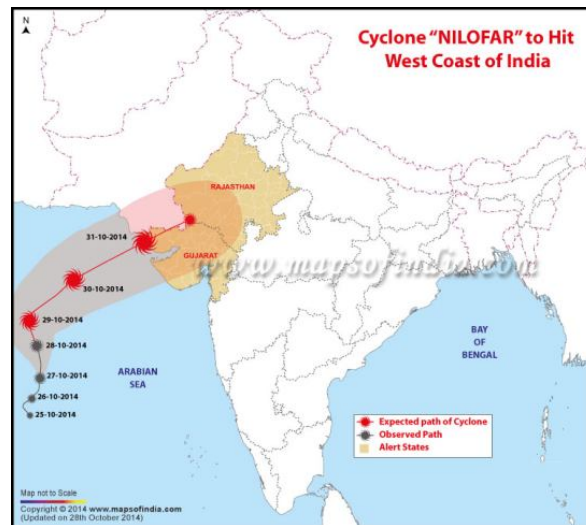 N
Cyclone “NILOFAR” to Hit
West Coast of India
RAJASTHAN
31-10-2014
GUJARAT
www.mapsofindia.com
30-10-2014
29-10-2014
28-10-2014
ARABIAN
SEA
27-10-2014
26-10-2014
25-10-2014
BAY
OF
BENGAL
Expected path of Cyclone
Observed Path
Alert States
Map not to Scale
Copyright © 2014 www.mapsofindia.com
(Updated on 28th October 2014)